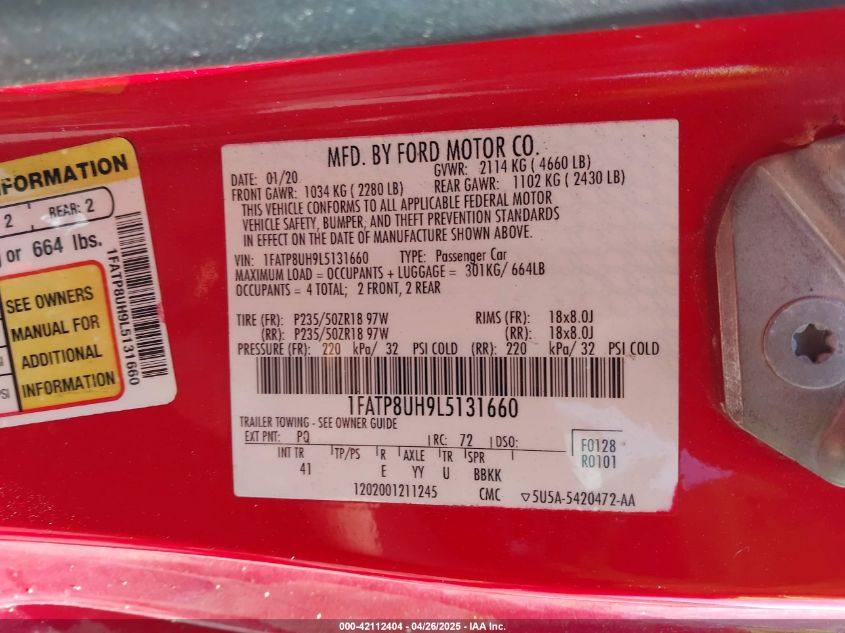 FORMATION
2 REAR: 2
or 664 lbs.
SEE OWNERS
MANUAL FOR
ADDITIONAL
INFORMATION
1FATP8UH9L5131660
MFD. BY FORD MOTOR CO.
DATE: 01/20 GVWR: 2114 KG ( 4660 LB)
FRONT GAWR: 1034 KG ( 2280 LB) REAR GAWR: 1102 KG ( 2430 LB)
THIS VEHICLE CONFORMS TO ALL APPLICABLE FEDERAL MOTOR
VEHICLE SAFETY, BUMPER, AND THEFT PREVENTION STANDARDS
IN EFFECT ON THE DATE OF MANUFACTURE SHOWN ABOVE.
VIN: 1FATP8UH9L5131660 TYPE: Passenger Car
MAXIMUM LOAD = OCCUPANTS + LUGGAGE = 301KG/ 664LB
OCCUPANTS = 4 TOTAL; 2 FRONT, 2 REAR
TIRE (FR): P235/50ZR18 97W RIMS (FR): 18x8.0J
(RR): P235/50ZR18 97W (RR): 18x8.0J
PRESSURE (FR): 220 kPa/ 32 PSI COLD (RR): 220 kPa/ 32 PSI COLD
1FATP8UH9L5131660
TRAILER TOWING - SEE OWNER GUIDE
EXT PNT: PQ RC: 72 DSO: F0128
R0101
INT TR TP/PS R AXLE TR SPR
41 E YY U BBKK
1202001211245 CMC ▽5U5A-5420472-AA
000-42112404 - 04/26/2025 - IAA Inc.